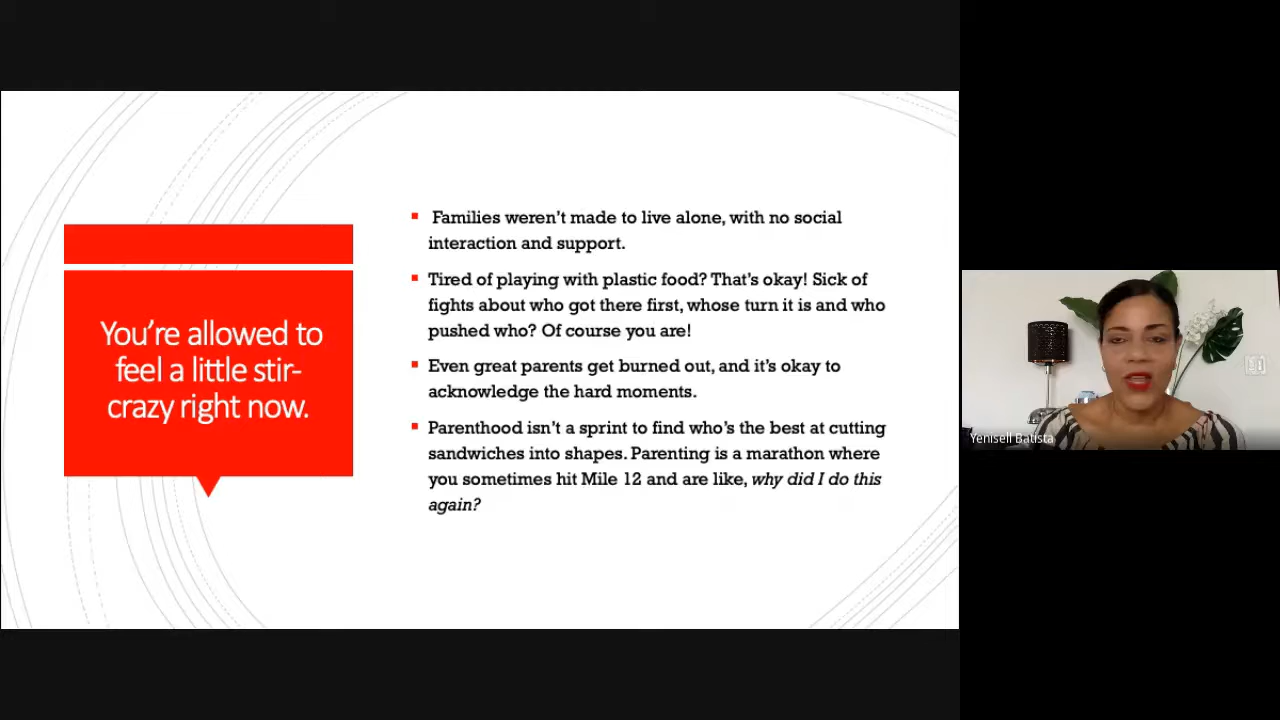 You’re allowed to
feel a little stir-
crazy right now.
Families weren’t made to live alone, with no social
interaction and support.
Tired of playing with plastic food? That’s okay! Sick of
fights about who got there first, whose turn it is and who
pushed who? Of course you are!
Even great parents get burned out, and it’s okay to
acknowledge the hard moments.
Parenthood isn’t a sprint to find who’s the best at cutting
sandwiches into shapes. Parenting is a marathon where
you sometimes hit Mile 12 and are like, why did I do this
again?
Yenisell Batista